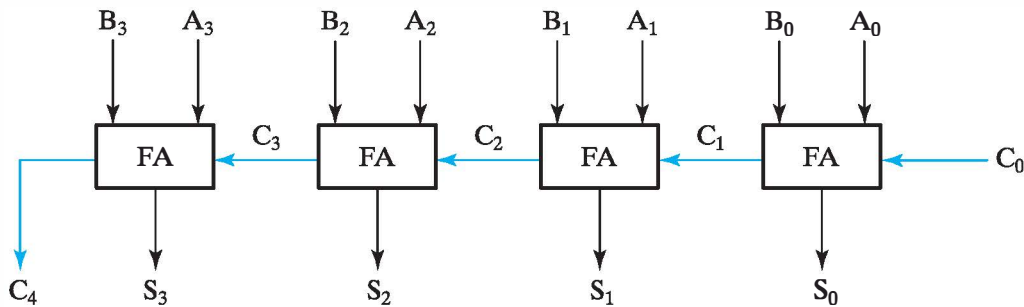 B₃ A₃ B₂ A₂ B₁ A₁ B₀ A₀
FA C₃ FA C₂ FA C₁ FA C₀
C₄ S₃ S₂ S₁ S₀